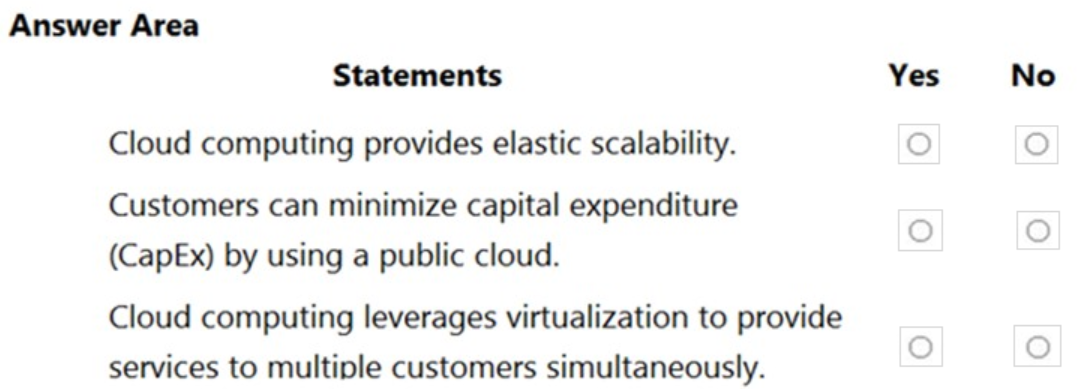 Answer Area
Statements Yes No
Cloud computing provides elastic scalability.
Customers can minimize capital expenditure
(CapEx) by using a public cloud.
Cloud computing leverages virtualization to provide
services to multiple customers simultaneously.